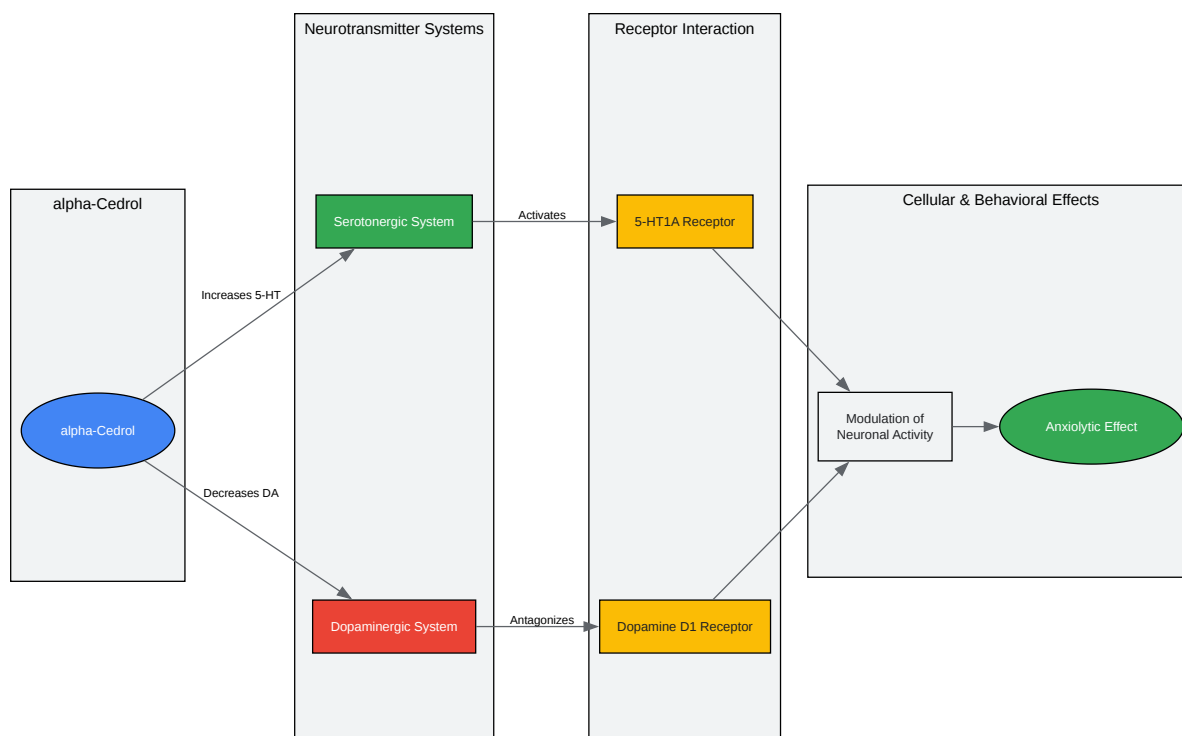 Neurotransmitter Systems
Receptor Interaction
alpha-Cedrol
Cellular & Behavioral Effects
Serotonergic System
Activates
5-HT1A Receptor
Increases 5-HT
alpha-Cedrol
Modulation of
Neuronal Activity
Anxiolytic Effect
Decreases DA
Dopaminergic System
Antagonizes
Dopamine D1 Receptor